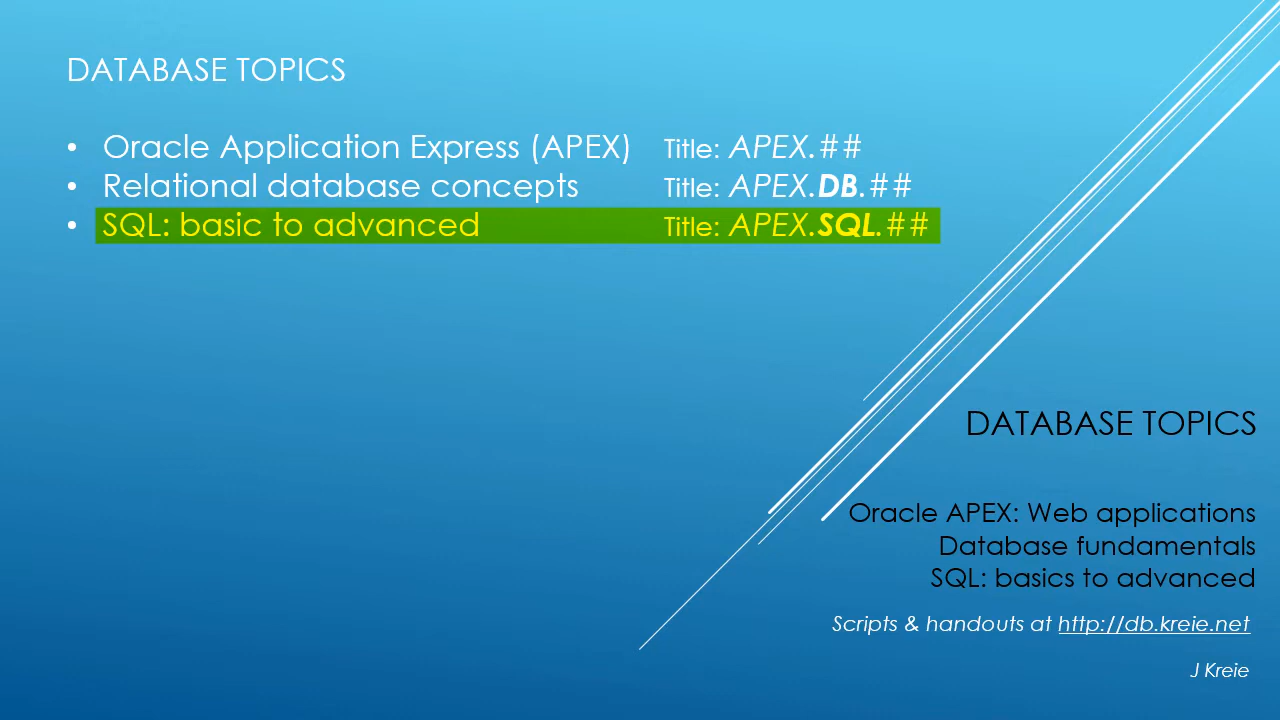 DATABASE TOPICS
• Oracle Application Express (APEX) Title: APEX.##
• Relational database concepts Title: APEX.DB.##
• SQL: basic to advanced Title: APEX.SQL.##
DATABASE TOPICS
Oracle APEX: Web applications
Database fundamentals
SQL: basics to advanced
Scripts & handouts at http://db.kreie.net
J Kreie